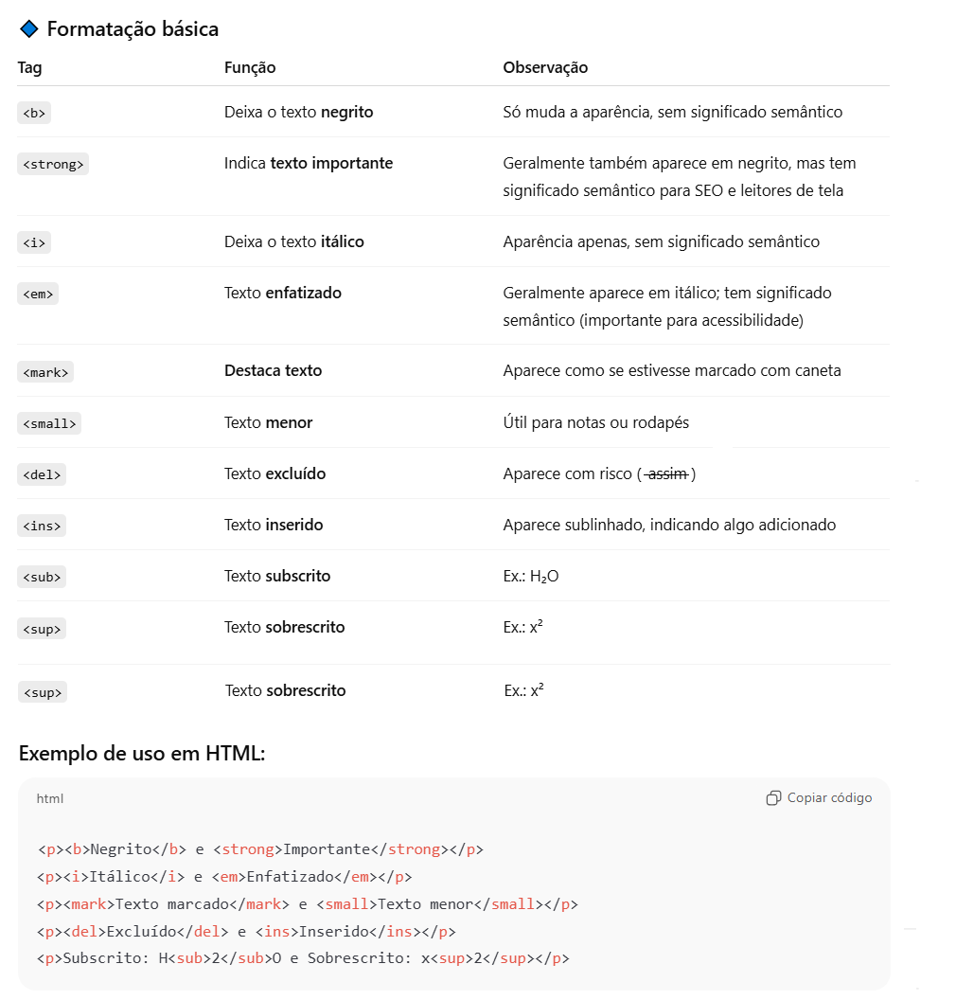 Formatação básica
Tag Função Observação
<b> Deixa o texto negrito Só muda a aparência, sem significado semântico
<strong> Indica texto importante Geralmente também aparece em negrito, mas tem
significado semântico para SEO e leitores de tela
<i> Deixa o texto itálico Aparência apenas, sem significado semântico
<em> Texto enfatizado Geralmente aparece em itálico; tem significado
semântico (importante para acessibilidade)
<mark> Destaca texto Aparece como se estivesse marcado com caneta
<small> Texto menor Útil para notas ou rodapés
<del> Texto excluído Aparece com risco ( assim )
<ins> Texto inserido Aparece sublinhado, indicando algo adicionado
<sub> Texto subscrito Ex.: H₂O
<sup> Texto sobrescrito Ex.: x²
<sup> Texto sobrescrito Ex.: x²
Exemplo de uso em HTML:
html Copiar código
<p><b>Negrito</b> e <strong>Importante</strong></p>
<p><i>Itálico</i> e <em>Enfatizado</em></p>
<p><mark>Texto marcado</mark> e <small>Texto menor</small></p>
<p><del>Excluído</del> e <ins>Inserido</ins></p>
<p>Subscrito: H<sub>2</sub>O e Sobrescrito: x<sup>2</sup></p>